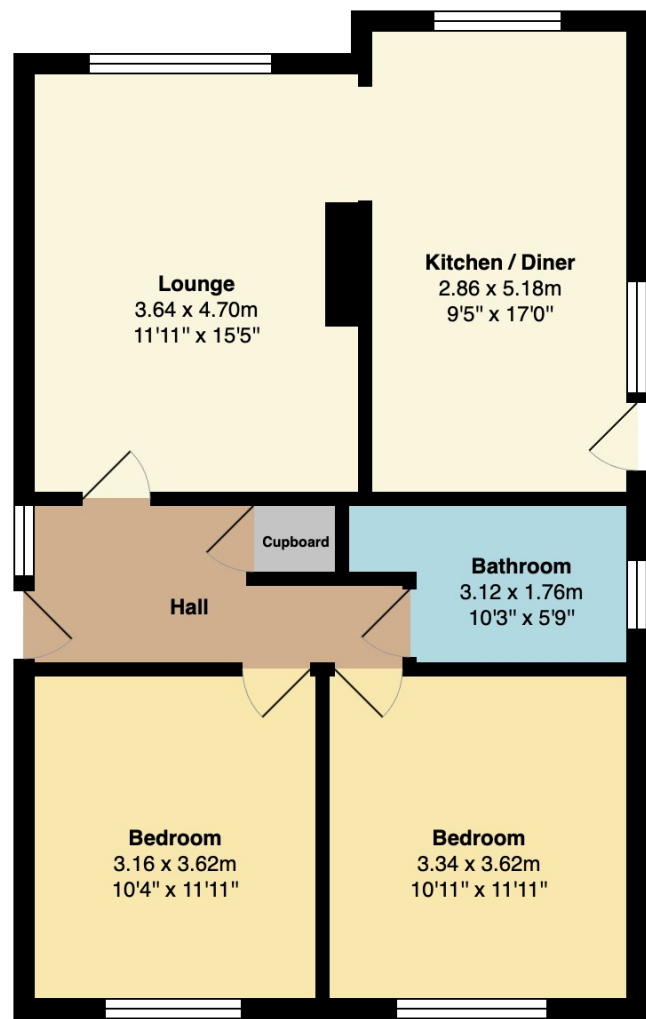 Lounge
3.64 x 4.70m
11'11" x 15'5"
Kitchen / Diner
2.86 x 5.18m
9'5" x 17'0"
Cupboard
Bathroom
3.12 x 1.76m
10'3" x 5'9"
Hall
Bedroom
3.16 x 3.62m
10'4" x 11'11"
Bedroom
3.34 x 3.62m
10'11" x 11'11"